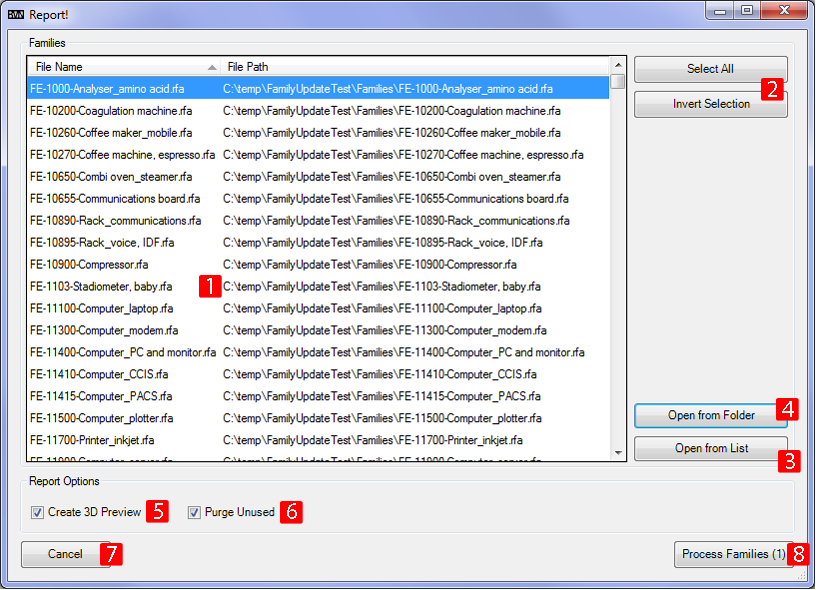 Report!
Families
File Name File Path
FE-1000-Analyser_amino acid.rfa C:\temp\FamilyUpdateTest\Families\FE-1000-Analyser_amino acid.rfa
FE-10200-Coagulation machine.rfa C:\temp\FamilyUpdateTest\Families\FE-10200-Coagulation machine.rfa
FE-10260-Coffee maker_mobile.rfa C:\temp\FamilyUpdateTest\Families\FE-10260-Coffee maker_mobile.rfa
FE-10270-Coffee machine, espresso.rfa C:\temp\FamilyUpdateTest\Families\FE-10270-Coffee machine, espresso.rfa
FE-10650-Combi oven_steamer.rfa C:\temp\FamilyUpdateTest\Families\FE-10650-Combi oven_steamer.rfa
FE-10655-Communications board.rfa C:\temp\FamilyUpdateTest\Families\FE-10655-Communications board.rfa
FE-10890-Rack_communications.rfa C:\temp\FamilyUpdateTest\Families\FE-10890-Rack_communications.rfa
FE-10895-Rack_voice, IDF.rfa C:\temp\FamilyUpdateTest\Families\FE-10895-Rack_voice, IDF.rfa
FE-10900-Compressor.rfa C:\temp\FamilyUpdateTest\Families\FE-10900-Compressor.rfa
FE-1103-Stadiometer, baby.rfa 1 C:\temp\FamilyUpdateTest\Families\FE-1103-Stadiometer, baby.rfa
FE-11100-Computer_laptop.rfa C:\temp\FamilyUpdateTest\Families\FE-11100-Computer_laptop.rfa
FE-11300-Computer_modem.rfa C:\temp\FamilyUpdateTest\Families\FE-11300-Computer_modem.rfa
FE-11400-Computer_PC and monitor.rfa C:\temp\FamilyUpdateTest\Families\FE-11400-Computer_PC and monitor.rfa
FE-11410-Computer_CCIS.rfa C:\temp\FamilyUpdateTest\Families\FE-11410-Computer_CCIS.rfa
FE-11415-Computer_PACS.rfa C:\temp\FamilyUpdateTest\Families\FE-11415-Computer_PACS.rfa
FE-11500-Computer_plotter.rfa C:\temp\FamilyUpdateTest\Families\FE-11500-Computer_plotter.rfa
FE-11700-Printer_inkjet.rfa C:\temp\FamilyUpdateTest\Families\FE-11700-Printer_inkjet.rfa
Select All
2
Invert Selection
Open from Folder 4
Open from List
3
Report Options
Create 3D Preview 5 Purge Unused 6
Cancel 7 Process Families (1) 8